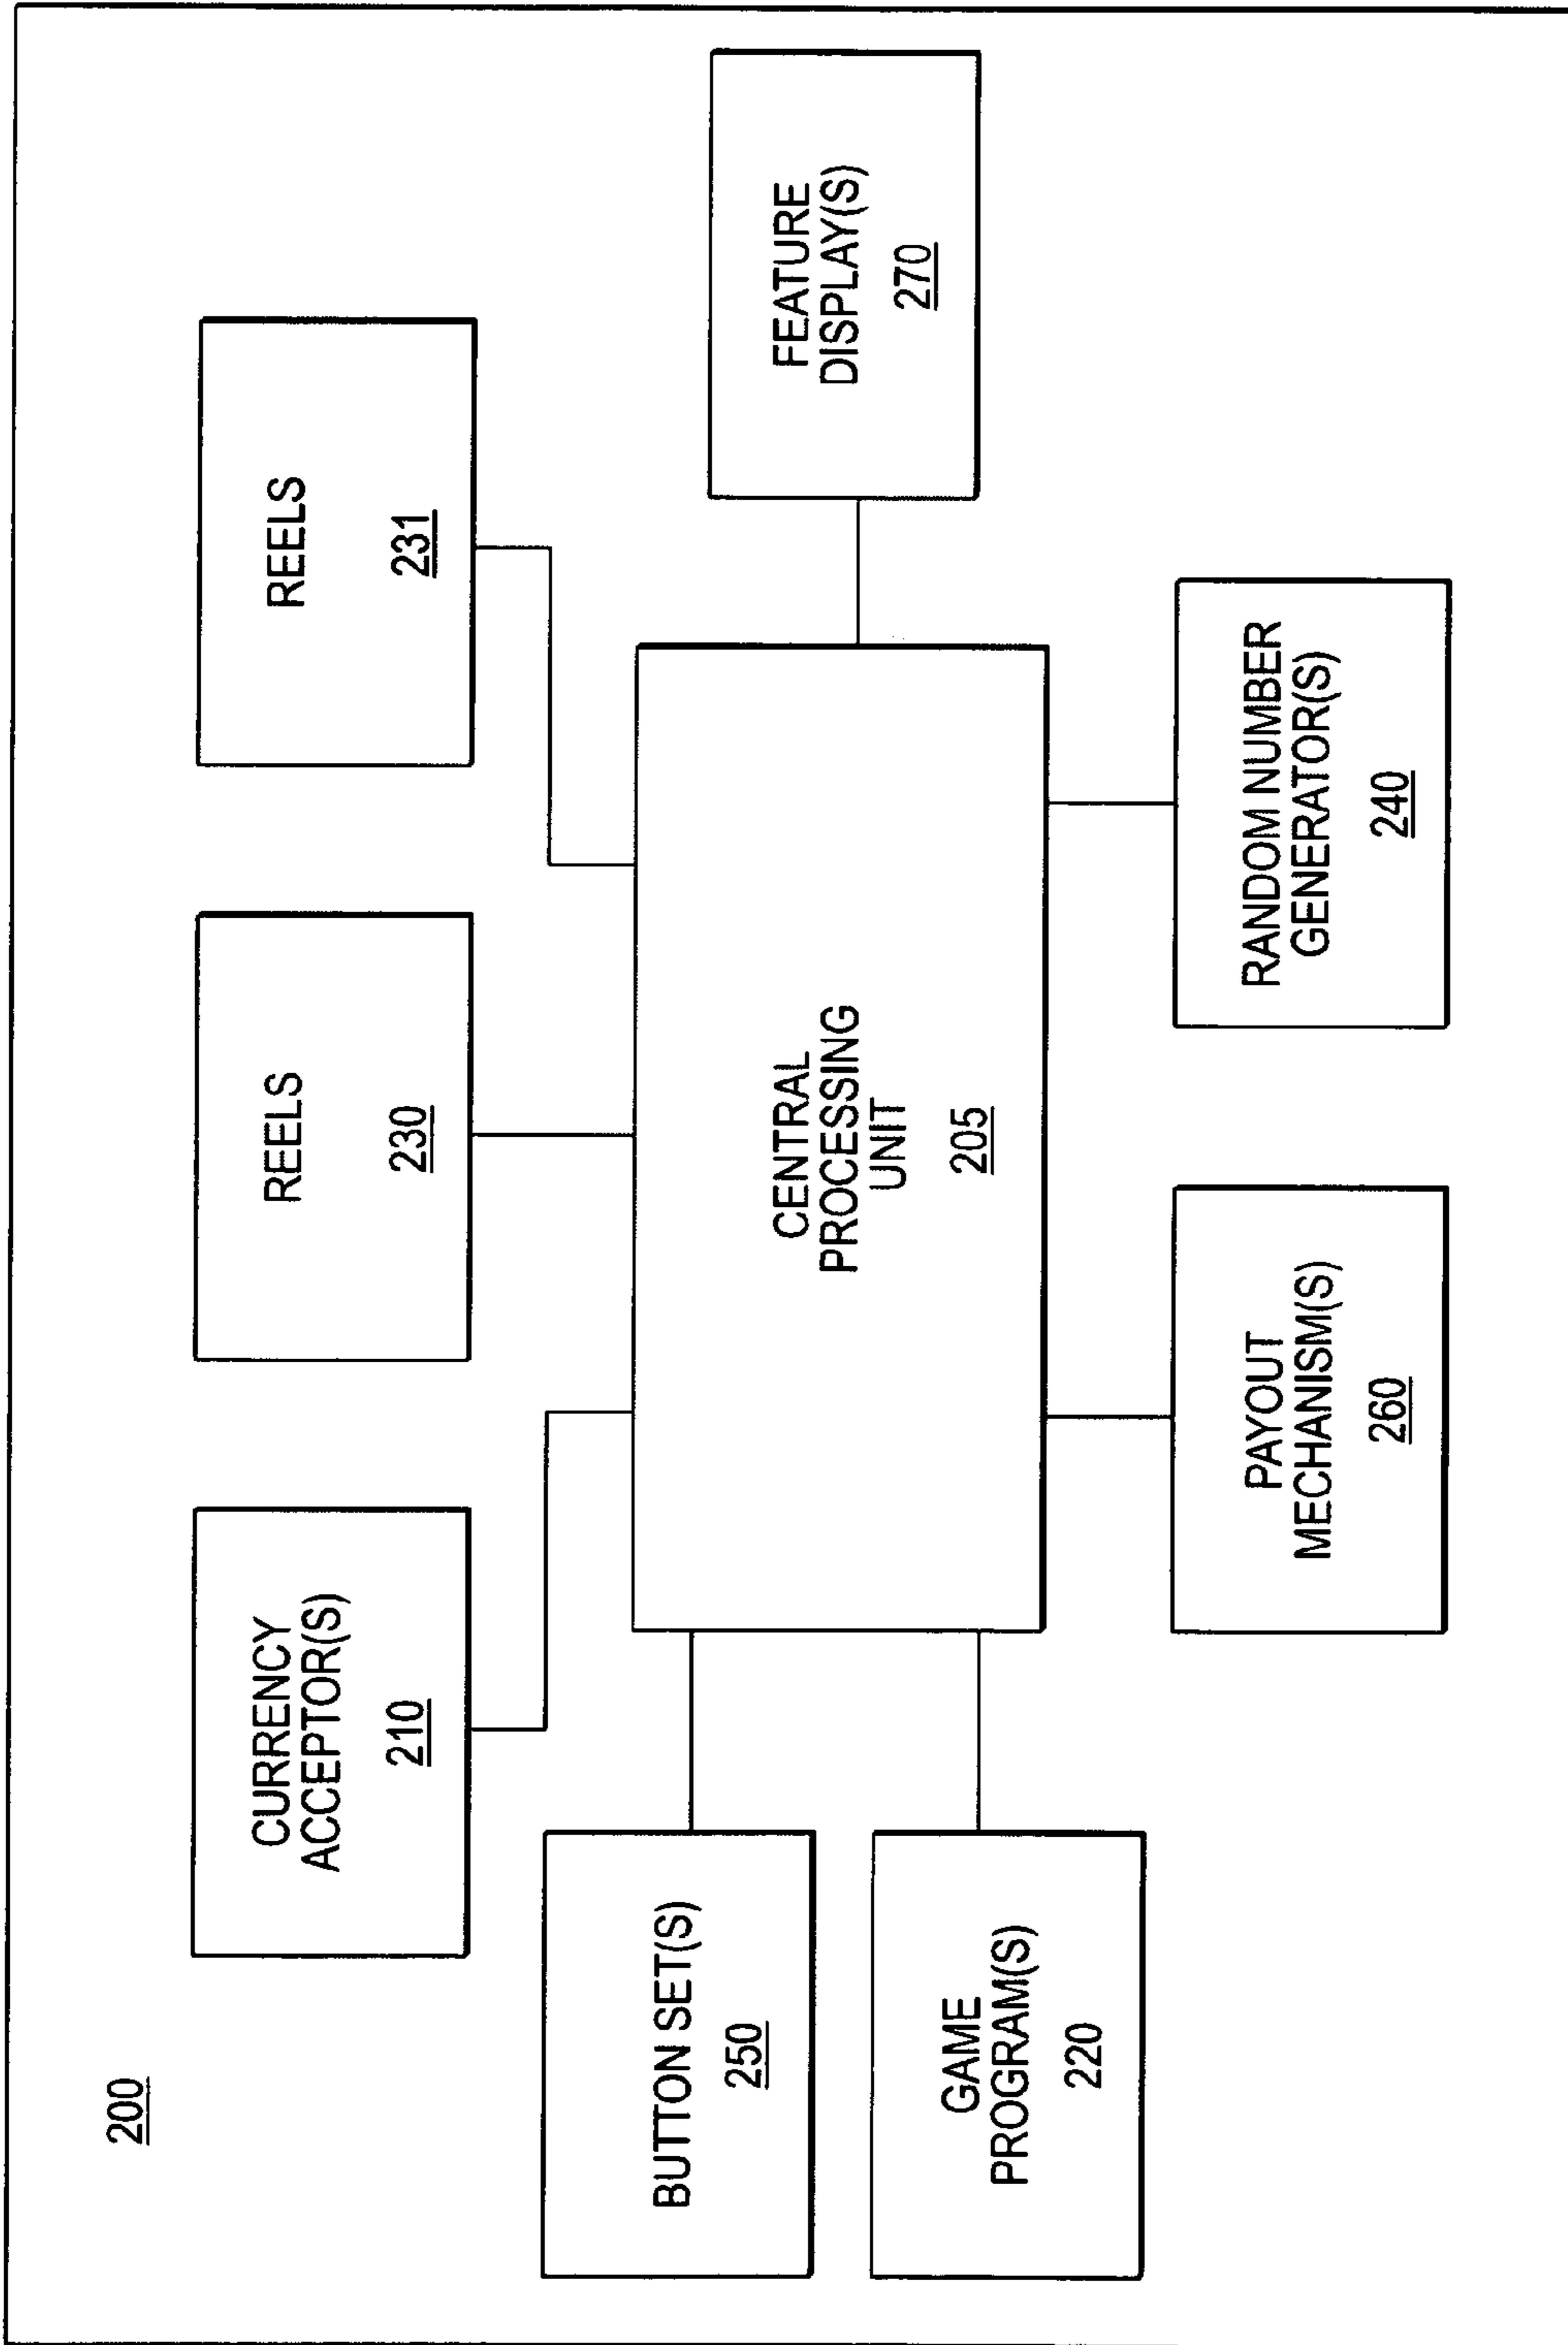 200
CURRENCY
ACCEPTOR(S)
210
REELS
230
REELS
231
BUTTON SET(S)
250
GAME
PROGRAM(S)
220
CENTRAL
PROCESSING
UNIT
205
FEATURE
DISPLAY(S)
270
PAYOUT
MECHANISM(S)
260
RANDOM NUMBER
GENERATOR(S)
240